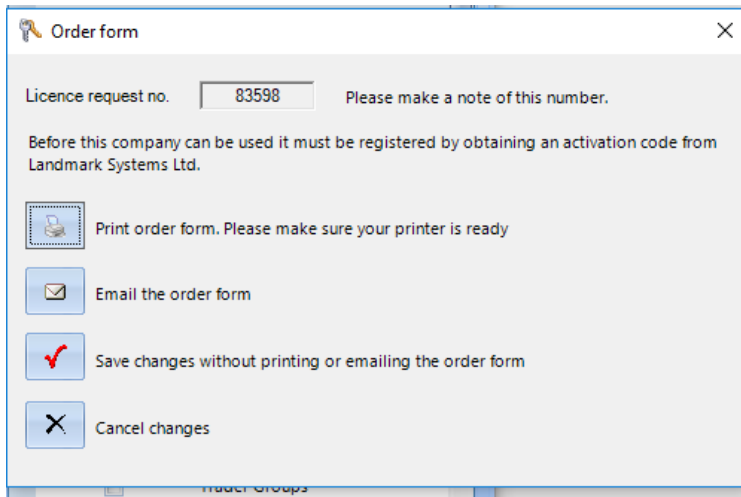 Order form
Licence request no. 83598 Please make a note of this number.
Before this company can be used it must be registered by obtaining an activation code from
Landmark Systems Ltd.
Print order form. Please make sure your printer is ready
Email the order form
Save changes without printing or emailing the order form
Cancel changes
Trader Groups